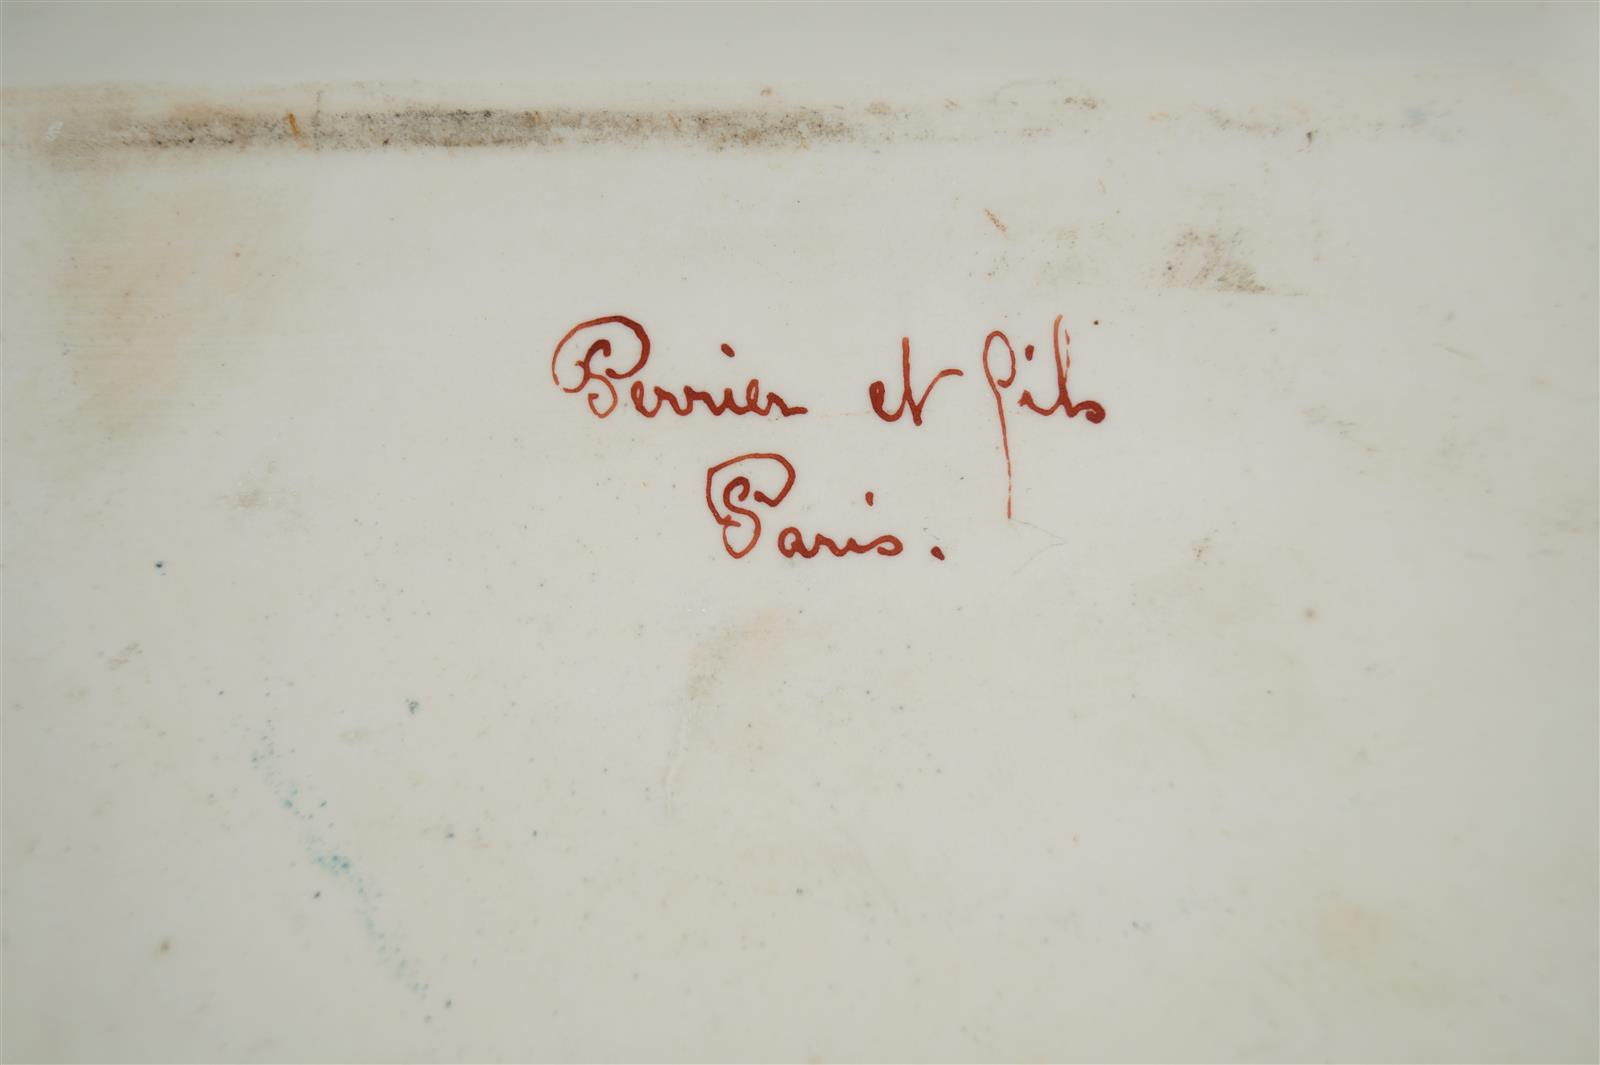 Perrier et fils
Paris.